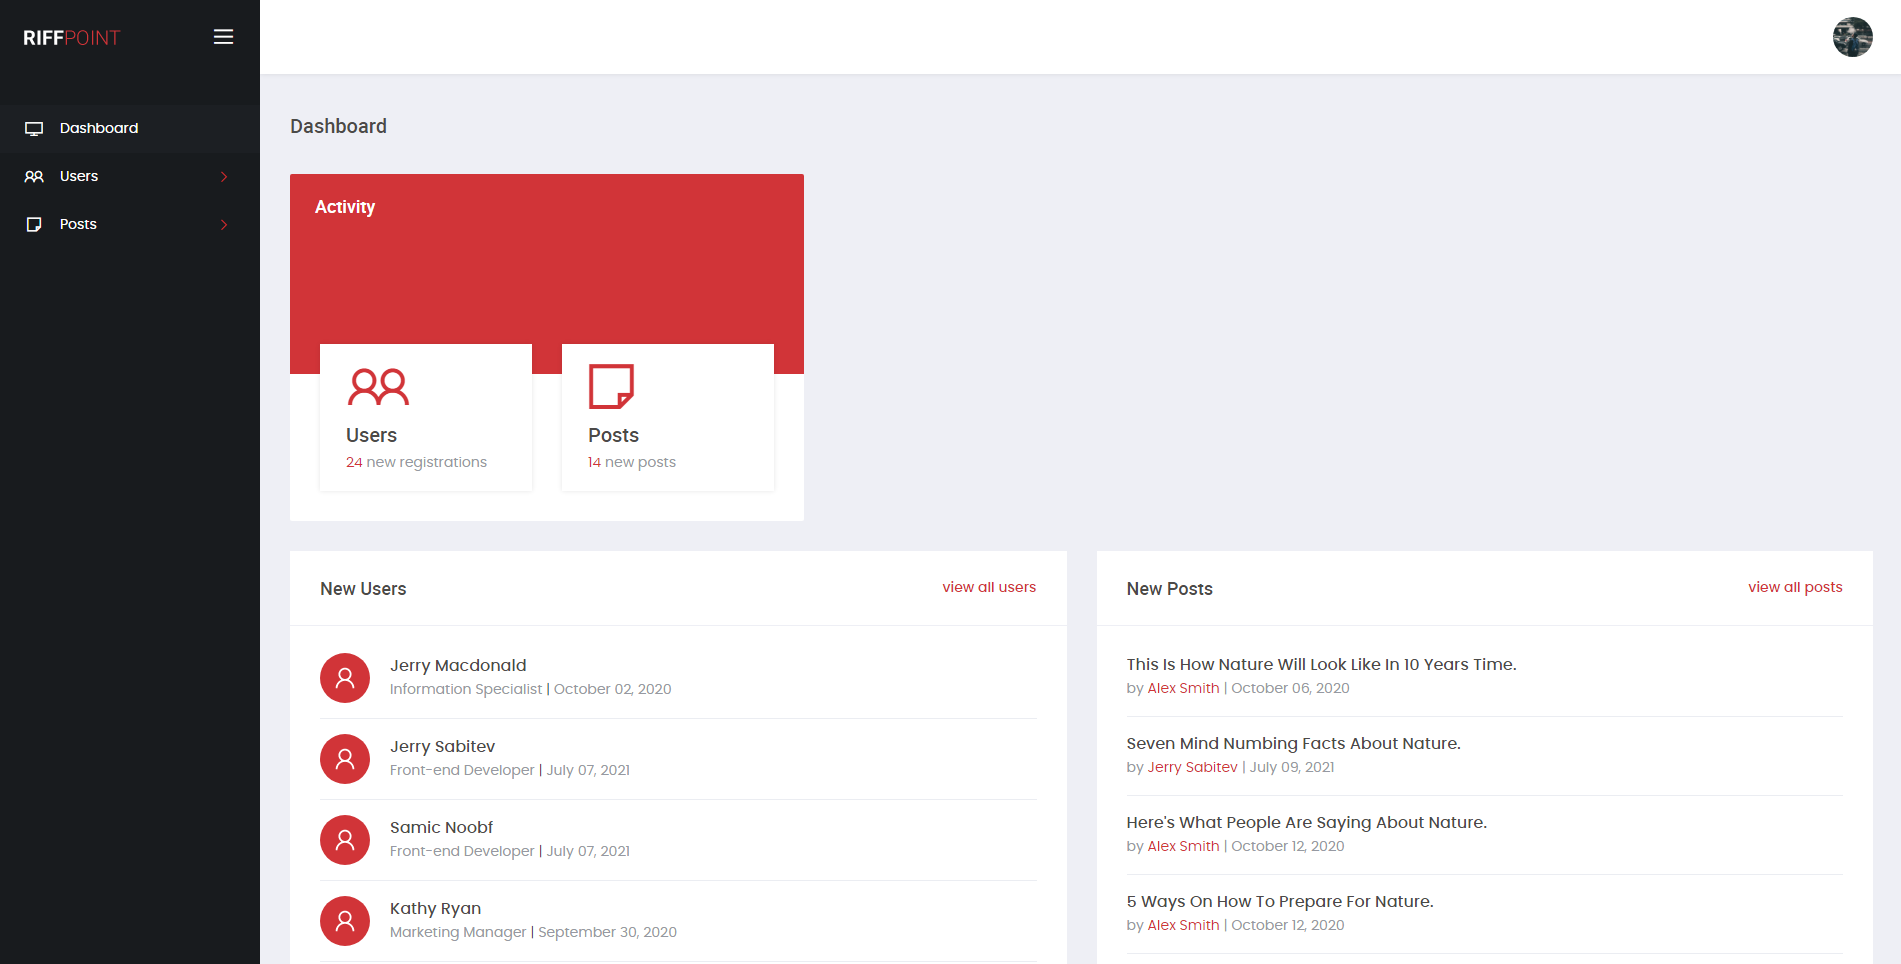 RIFFPOINT
Dashboard
Users
Posts
Dashboard
Activity
Users
24 new registrations
Posts
14 new posts
New Users
view all users
Jerry Macdonald
Information Specialist | October 02, 2020
Jerry Sabitev
Front-end Developer | July 07, 2021
Samic Noobf
Front-end Developer | July 07, 2021
Kathy Ryan
Marketing Manager | September 30, 2020
New Posts
view all posts
This Is How Nature Will Look Like In 10 Years Time.
by Alex Smith | October 06, 2020
Seven Mind Numbing Facts About Nature.
by Jerry Sabitev | July 09, 2021
Here's What People Are Saying About Nature.
by Alex Smith | October 12, 2020
5 Ways On How To Prepare For Nature.
by Alex Smith | October 12, 2020